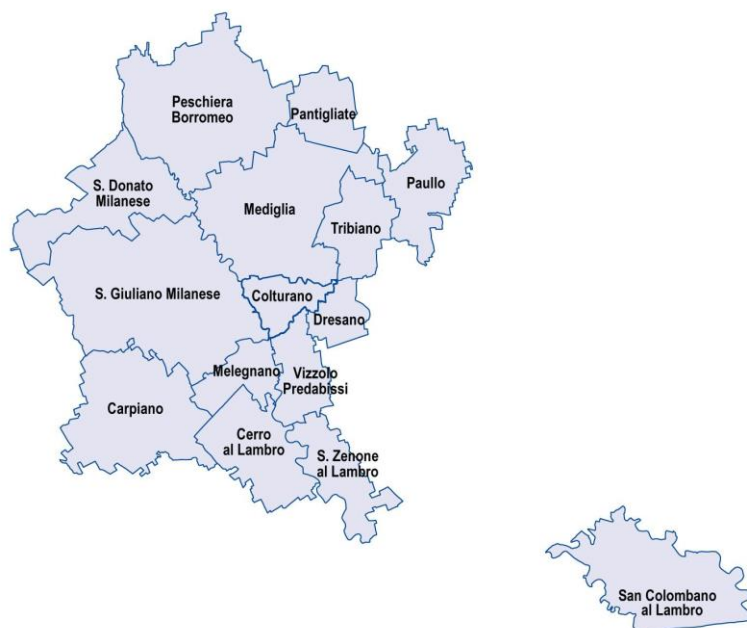 Peschiera
Borromeo
Pantigliate
S. Donato
Milanese
Paullo
Mediglia
Tribiano
S. Giuliano Milanese
Colturano
Dresano
Melegnano
Vizzolo
Predabissi
Carpiano
Cerro
al Lambro
S. Zenone
al Lambro
San Colombano
al Lambro